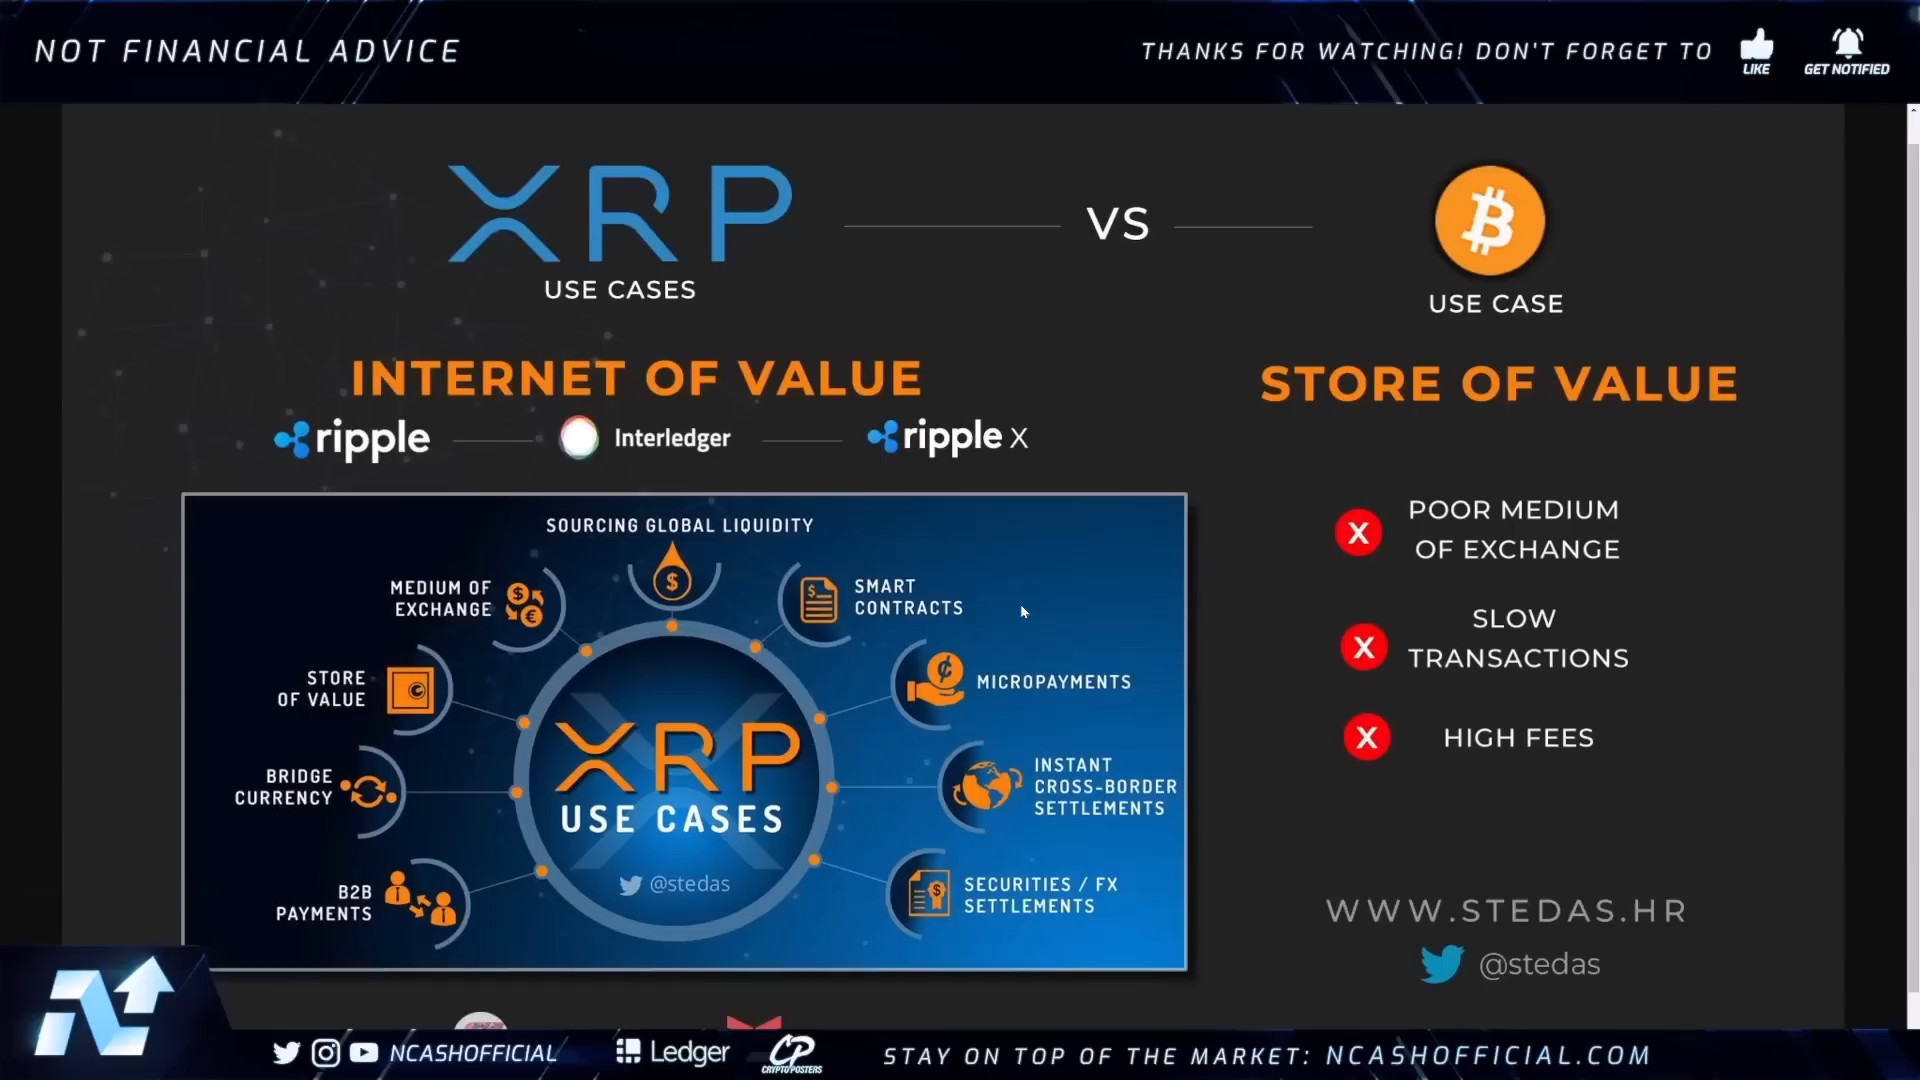 NOT FINANCIAL ADVICE
THANKS FOR WATCHING! DON'T FORGET TO
LIKE
GET NOTIFIED
XRP
USE CASES
VS
USE CASE
INTERNET OF VALUE
ripple
Interledger
ripple X
STORE OF VALUE
SOURCING GLOBAL LIQUIDITY
MEDIUM OF
EXCHANGE
SMART
CONTRACTS
STORE
OF VALUE
MICROPAYMENTS
BRIDGE
CURRENCY
INSTANT
CROSS-BORDER
SETTLEMENTS
B2B
PAYMENTS
SECURITIES / FX
SETTLEMENTS
XRP
USE CASES
@stedas
X POOR MEDIUM
OF EXCHANGE
X SLOW
TRANSACTIONS
X HIGH FEES
WWW.STEDAS.HR
@stedas
NCASHOFFICIAL
Ledger
CP
CRYPTOPOSTERS
STAY ON TOP OF THE MARKET: NCASHOFFICIAL.COM